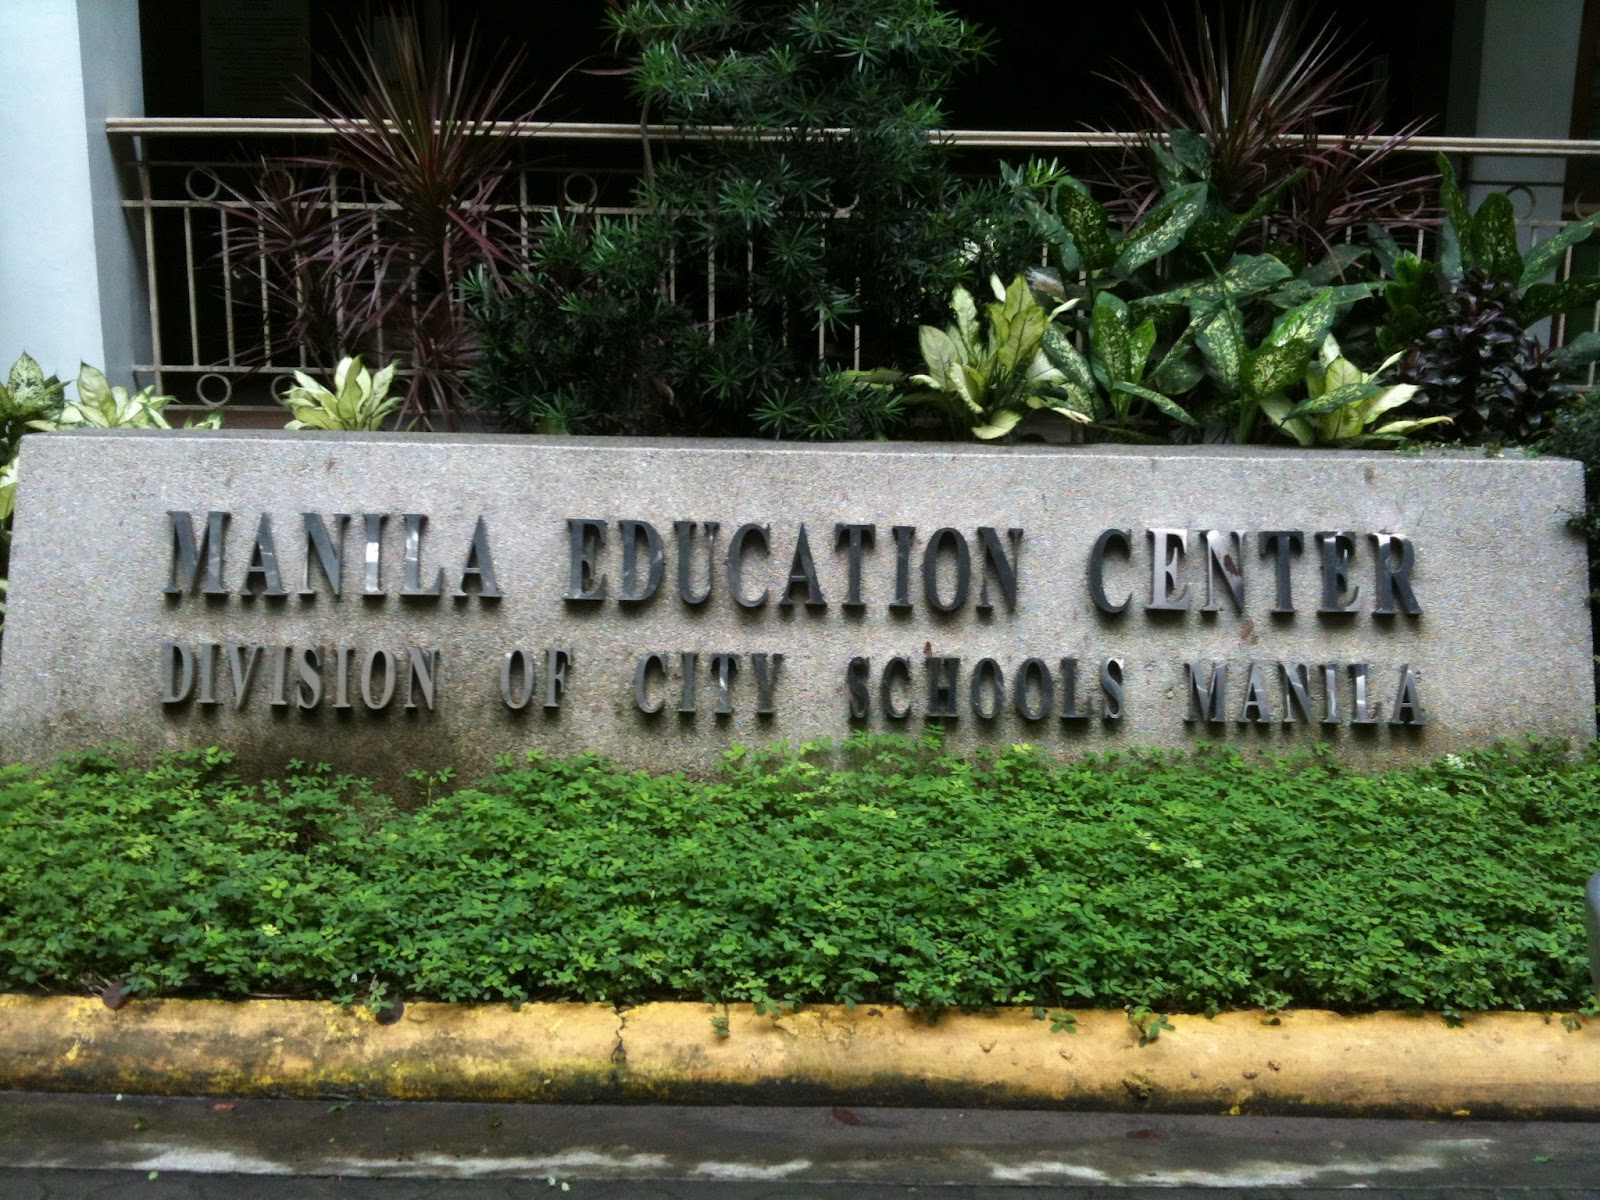 MANILA EDUCATION CENTER
DIVISION OF CITY SCHOOLS MANILA